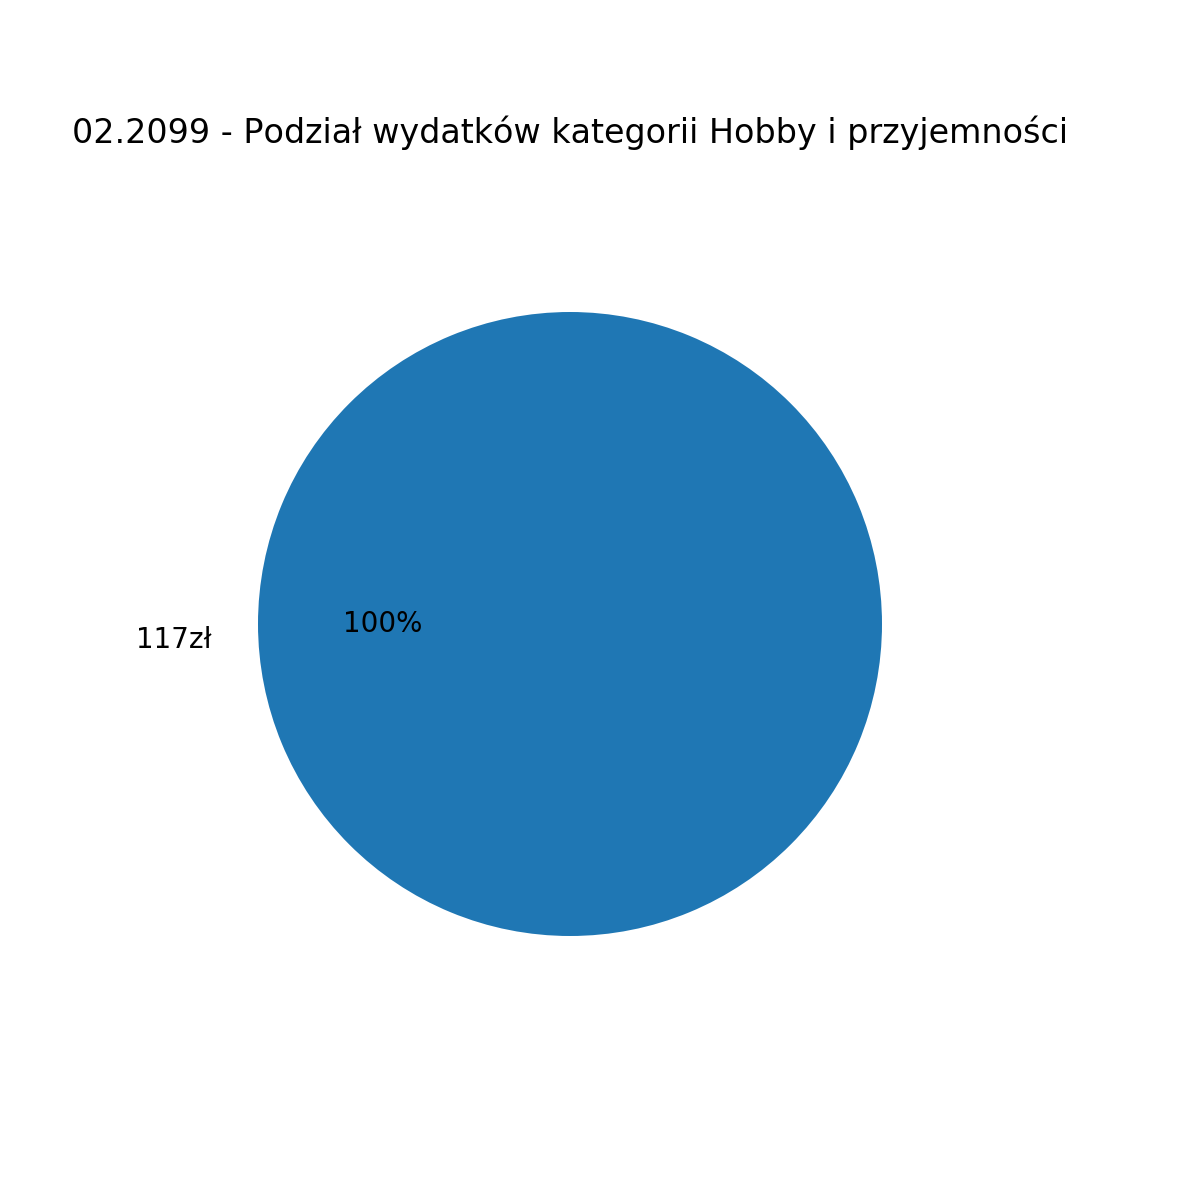 02.2099 - Podział wydatków kategorii Hobby i przyjemności
100%
117zł